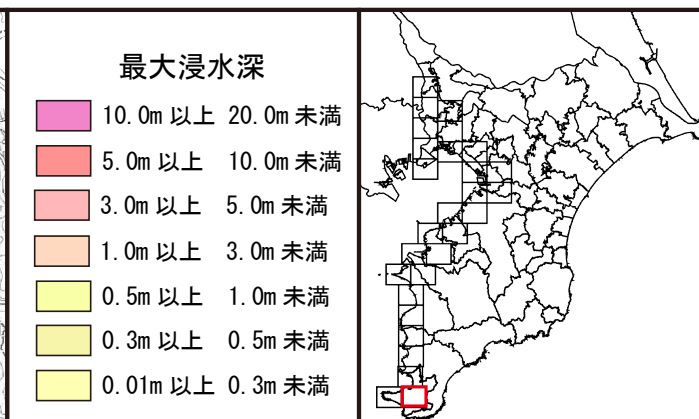 最大浸水深
10.0m 以上 20.0m 未満
5.0m 以上 10.0m 未満
3.0m 以上 5.0m 未満
1.0m 以上 3.0m 未満
0.5m 以上 1.0m 未満
0.3m 以上 0.5m 未満
0.01m 以上 0.3m 未満